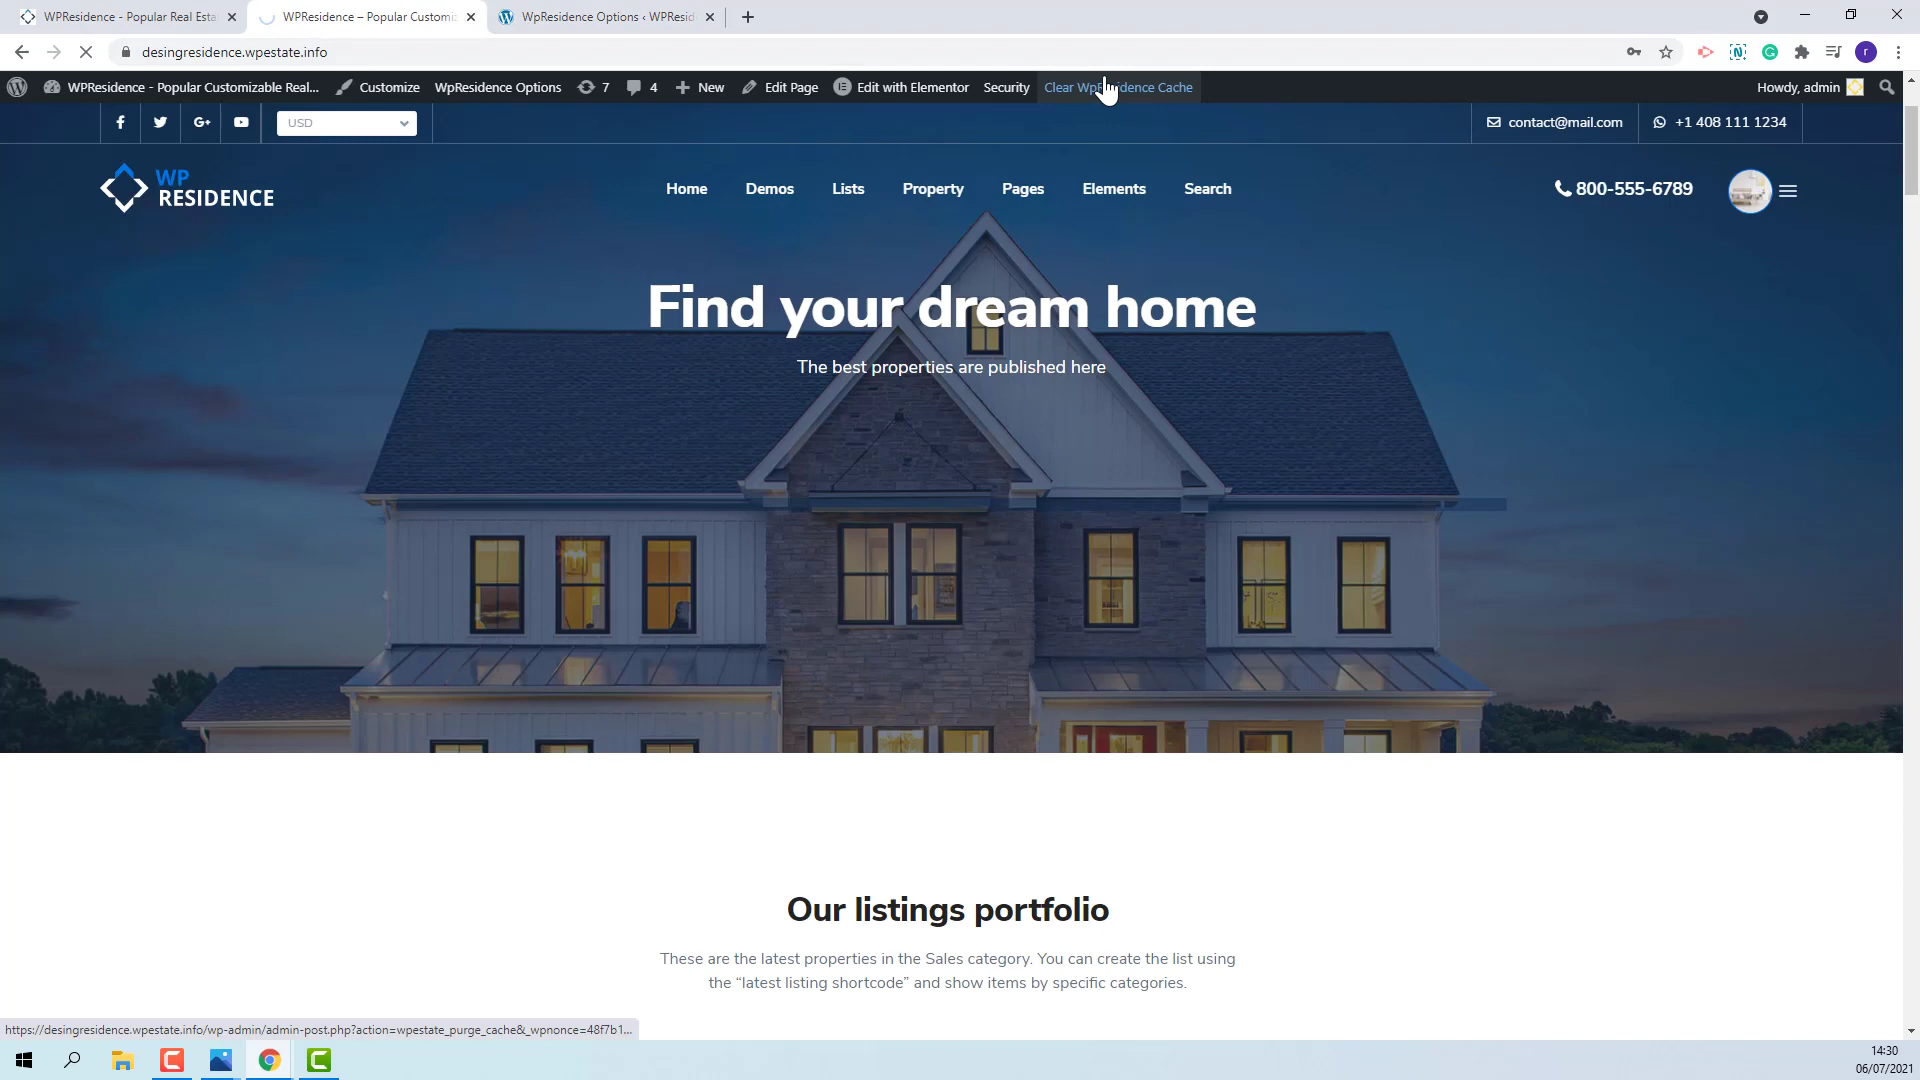 WPResidence - Popular Real Esta
WPResidence – Popular Customiz
WpResidence Options ‹ WPResid
desingresidence.wpestate.info
WPResidence - Popular Customizable Real...
Customize
WpResidence Options
7
4
New
Edit Page
Edit with Elementor
Security
Clear WpResidence Cache
Howdy, admin
USD
contact@mail.com
+1 408 111 1234
WP
RESIDENCE
Home
Demos
Lists
Property
Pages
Elements
Search
800-555-6789
Find your dream home
The best properties are published here
Our listings portfolio
These are the latest properties in the Sales category. You can create the list using
the “latest listing shortcode” and show items by specific categories.
https://desingresidence.wpestate.info/wp-admin/admin-post.php?action=wpestate_purge_cache&_wpnonce=48f7b1...
14:30
06/07/2021